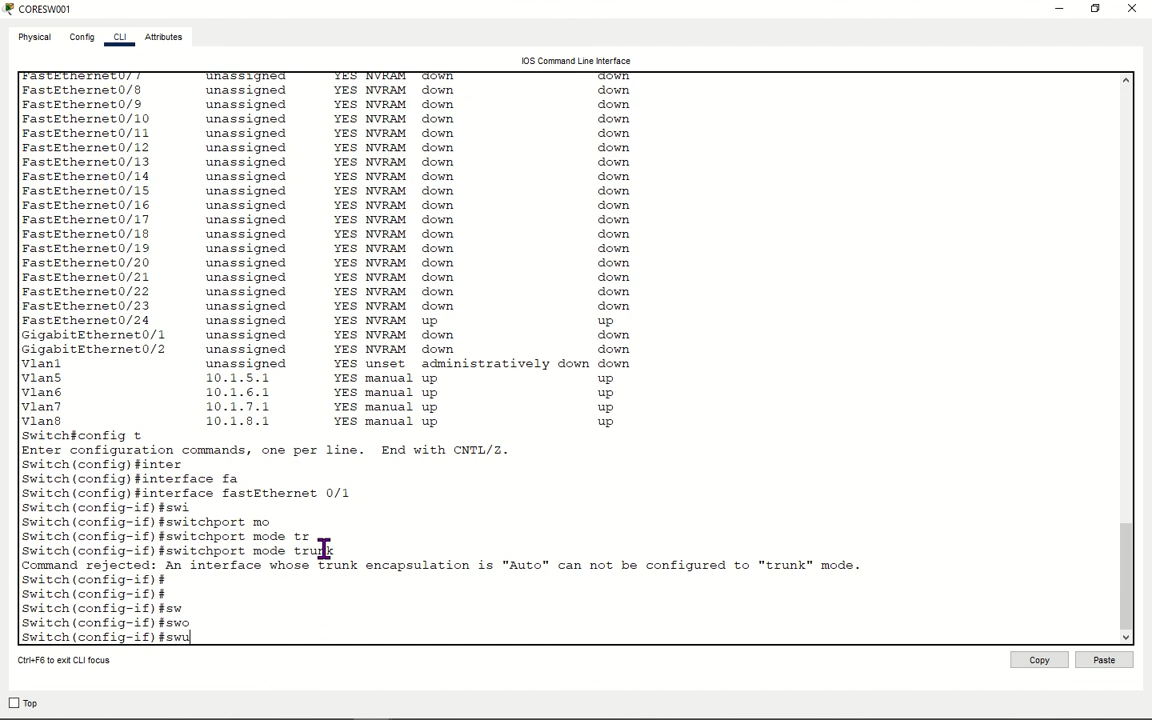 CORESW001
Physical Config CLI Attributes
IOS Command Line Interface
FastEthernet0/7 unassigned YES NVRAM down down
FastEthernet0/8 unassigned YES NVRAM down down
FastEthernet0/9 unassigned YES NVRAM down down
FastEthernet0/10 unassigned YES NVRAM down down
FastEthernet0/11 unassigned YES NVRAM down down
FastEthernet0/12 unassigned YES NVRAM down down
FastEthernet0/13 unassigned YES NVRAM down down
FastEthernet0/14 unassigned YES NVRAM down down
FastEthernet0/15 unassigned YES NVRAM down down
FastEthernet0/16 unassigned YES NVRAM down down
FastEthernet0/17 unassigned YES NVRAM down down
FastEthernet0/18 unassigned YES NVRAM down down
FastEthernet0/19 unassigned YES NVRAM down down
FastEthernet0/20 unassigned YES NVRAM down down
FastEthernet0/21 unassigned YES NVRAM down down
FastEthernet0/22 unassigned YES NVRAM down down
FastEthernet0/23 unassigned YES NVRAM down down
FastEthernet0/24 unassigned YES NVRAM up up
GigabitEthernet0/1 unassigned YES NVRAM down down
GigabitEthernet0/2 unassigned YES NVRAM down down
Vlan1 unassigned YES unset administratively down down
Vlan5 10.1.5.1 YES manual up up
Vlan6 10.1.6.1 YES manual up up
Vlan7 10.1.7.1 YES manual up up
Vlan8 10.1.8.1 YES manual up up
Switch#config t
Enter configuration commands, one per line. End with CNTL/Z.
Switch(config)#inter
Switch(config)#interface fa
Switch(config)#interface fastEthernet 0/1
Switch(config-if)#swi
Switch(config-if)#switchport mo
Switch(config-if)#switchport mode tr
Switch(config-if)#switchport mode trunk
Command rejected: An interface whose trunk encapsulation is "Auto" can not be configured to "trunk" mode.
Switch(config-if)#
Switch(config-if)#
Switch(config-if)#sw
Switch(config-if)#swo
Switch(config-if)#swu
Ctrl+F6 to exit CLI focus
Copy Paste
Top